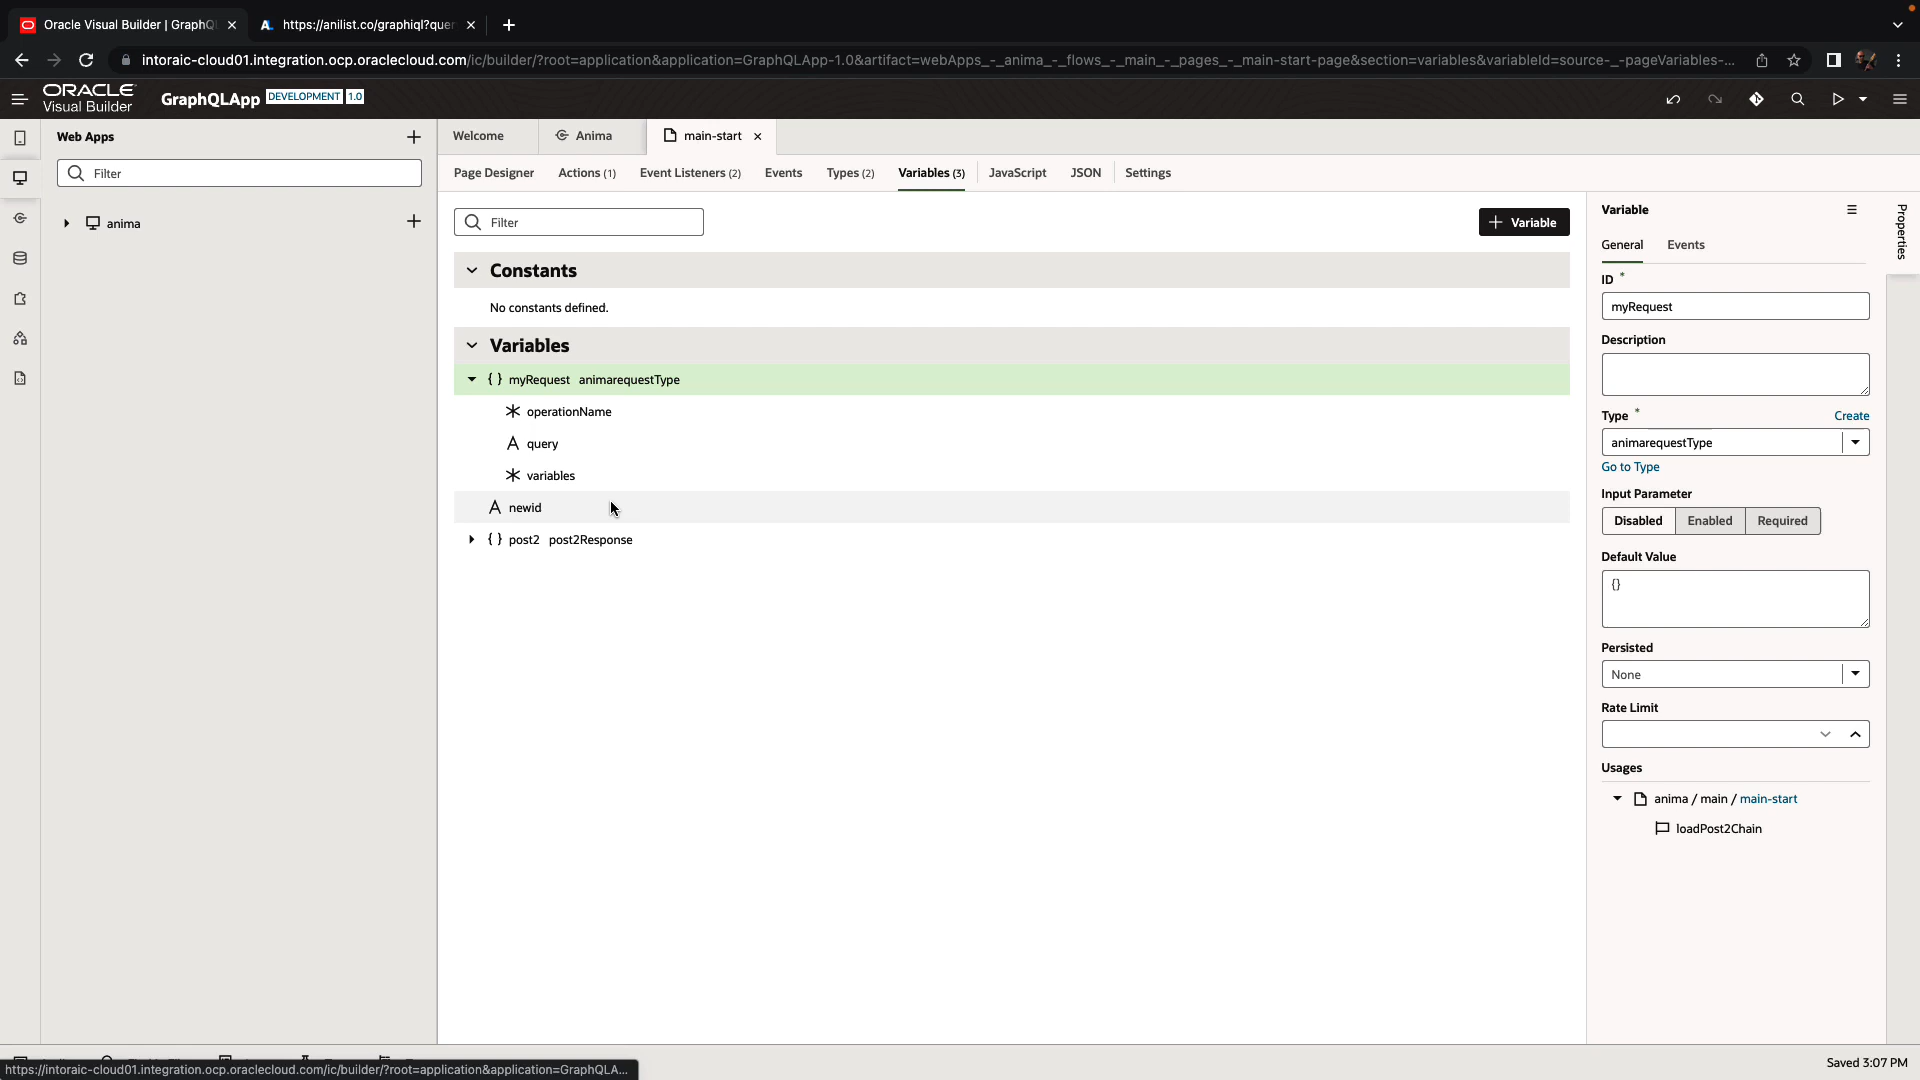 Oracle Visual Builder | GraphQL
https://anilist.co/graphiql?quer
intoraic-cloud01.integration.ocp.oraclecloud.com/ic/builder/?root=application&application=GraphQLApp-1.0&artifact=webApps_-_anima_-_flows_-_main_-_pages_-_main-start-page&section=variables&variableId=source-_-pageVariables-...
ORACLE
Visual Builder
GraphQLApp
DEVELOPMENT
1.0
Web Apps
Filter
anima
Welcome
Anima
main-start
Page Designer
Actions (1)
Event Listeners (2)
Events
Types (2)
Variables (3)
JavaScript
JSON
Settings
Filter
Variable
Constants
No constants defined.
Variables
{ } myRequest animarequestType
operationName
A query
variables
A newid
{ } post2 post2Response
Variable
General
Events
ID *
myRequest
Description
Type *
Create
animarequestType
Go to Type
Input Parameter
Disabled
Enabled
Required
Default Value
{}
Persisted
None
Rate Limit
Usages
anima / main / main-start
loadPost2Chain
Properties
https://intoraic-cloud01.integration.ocp.oraclecloud.com/ic/builder/?root=application&application=GraphQLA...
Saved 3:07 PM